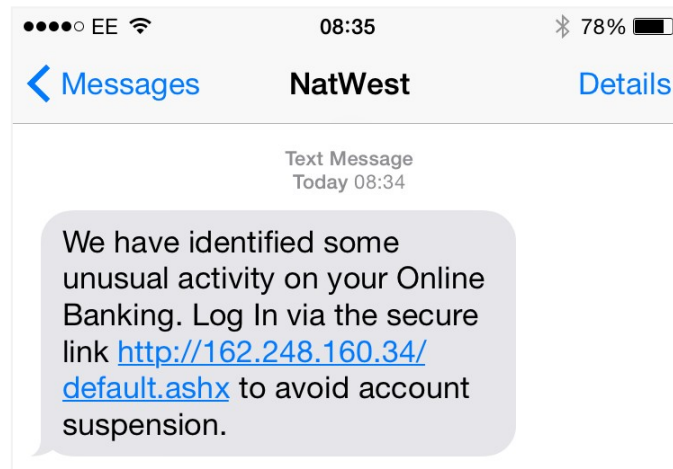 EE 08:35 78%
Messages NatWest Details
Text Message
Today 08:34
We have identified some
unusual activity on your Online
Banking. Log In via the secure
link http://162.248.160.34/
default.ashx to avoid account
suspension.